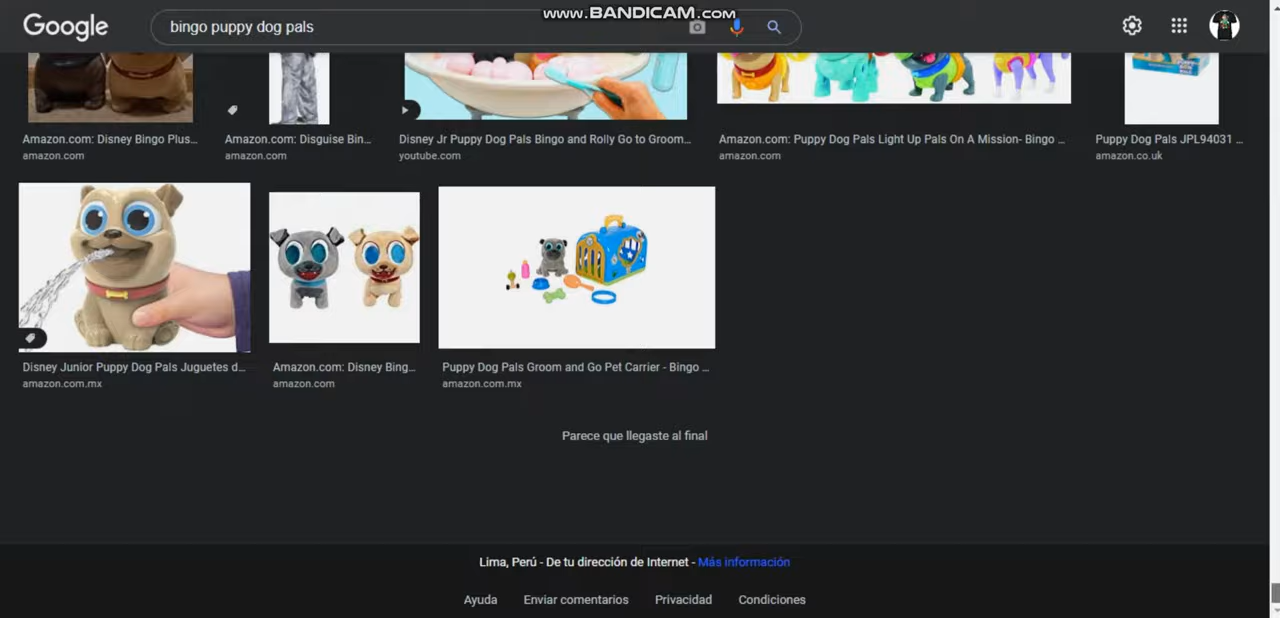 www.BANDICAM.com
Google
bingo puppy dog pals
Amazon.com: Disney Bingo Plus...
amazon.com
Amazon.com: Disguise Bin...
amazon.com
Disney Jr Puppy Dog Pals Bingo and Rolly Go to Groom...
youtube.com
Amazon.com: Puppy Dog Pals Light Up Pals On A Mission- Bingo ...
amazon.com
Puppy Dog Pals JPL94031 ...
amazon.co.uk
Disney Junior Puppy Dog Pals Juguetes d...
amazon.com.mx
Amazon.com: Disney Bing...
amazon.com
Puppy Dog Pals Groom and Go Pet Carrier - Bingo ...
amazon.com.mx
Parece que llegaste al final
Lima, Perú - De tu dirección de Internet - Más información
Ayuda Enviar comentarios Privacidad Condiciones